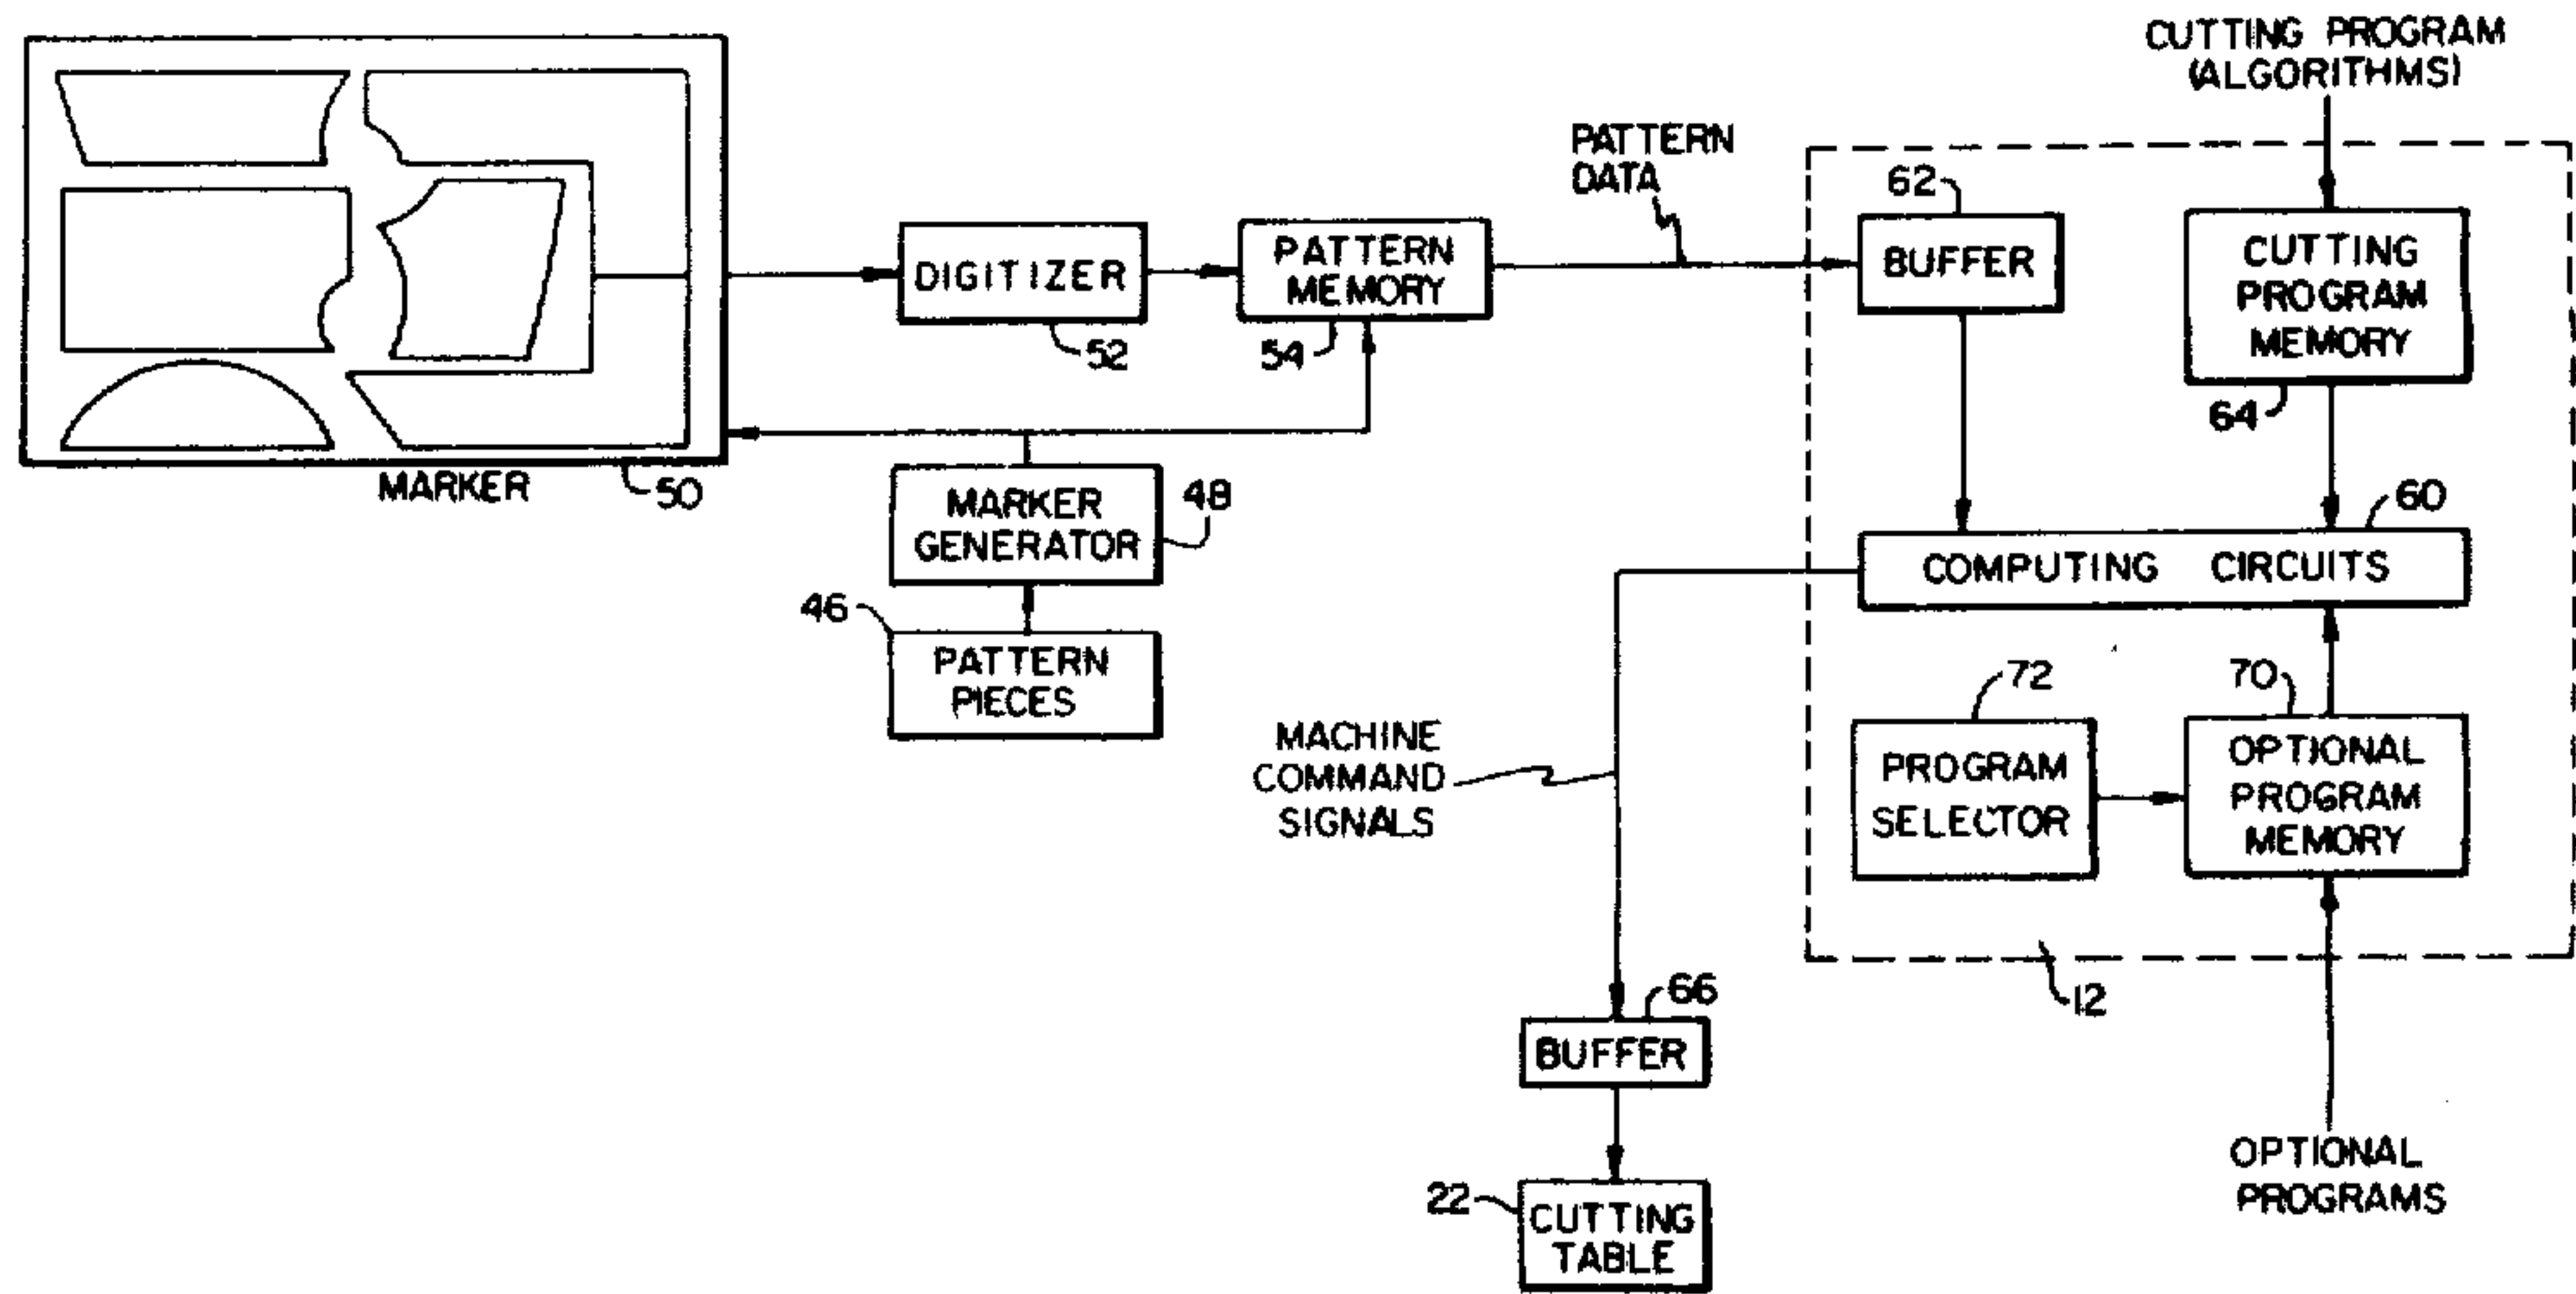 CUTTING PROGRAM
(ALGORITHMS)
PATTERN
DATA
62
BUFFER
CUTTING
PROGRAM
MEMORY
64
DIGITIZER
52
PATTERN
MEMORY
54
MARKER
50
MARKER
GENERATOR
48
46
PATTERN
PIECES
60
COMPUTING CIRCUITS
72
PROGRAM
SELECTOR
70
OPTIONAL
PROGRAM
MEMORY
12
MACHINE
COMMAND
SIGNALS
66
BUFFER
22
CUTTING
TABLE
OPTIONAL
PROGRAMS